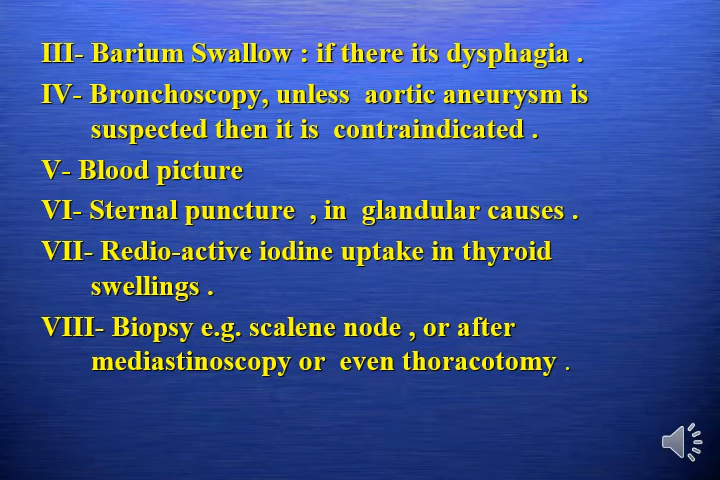 III- Barium Swallow : if there its dysphagia .
IV- Bronchoscopy, unless  aortic aneurysm is
suspected then it is  contraindicated .
V- Blood picture
VI- Sternal puncture  , in  glandular causes .
VII- Redio-active iodine uptake in thyroid
swellings .
VIII- Biopsy e.g. scalene node , or after
mediastinoscopy or  even thoracotomy .